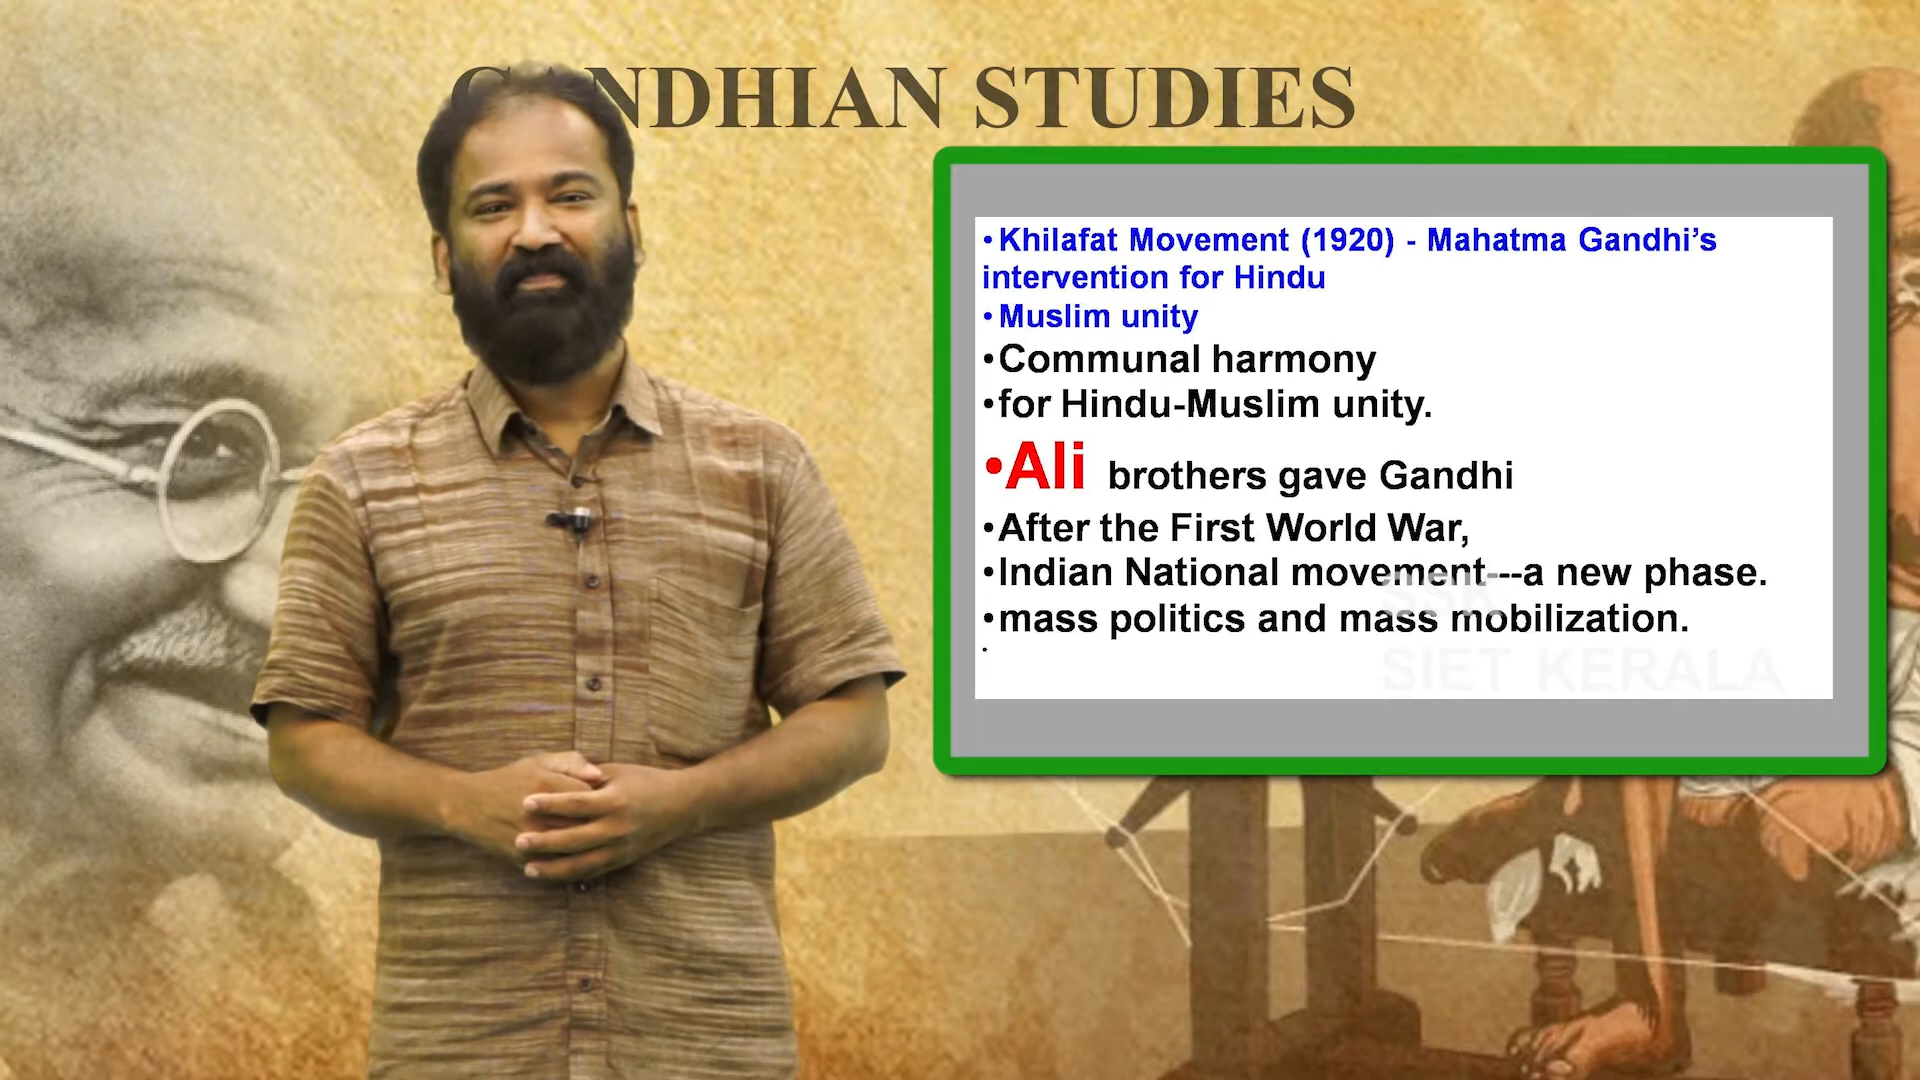 GANDHIAN STUDIES
•Khilafat Movement (1920) - Mahatma Gandhi’s
intervention for Hindu
•Muslim unity
•Communal harmony
•for Hindu-Muslim unity.
•Ali brothers gave Gandhi
•After the First World War,
•Indian National movement---a new phase.
•mass politics and mass mobilization.
•
SSK
SIET KERALA